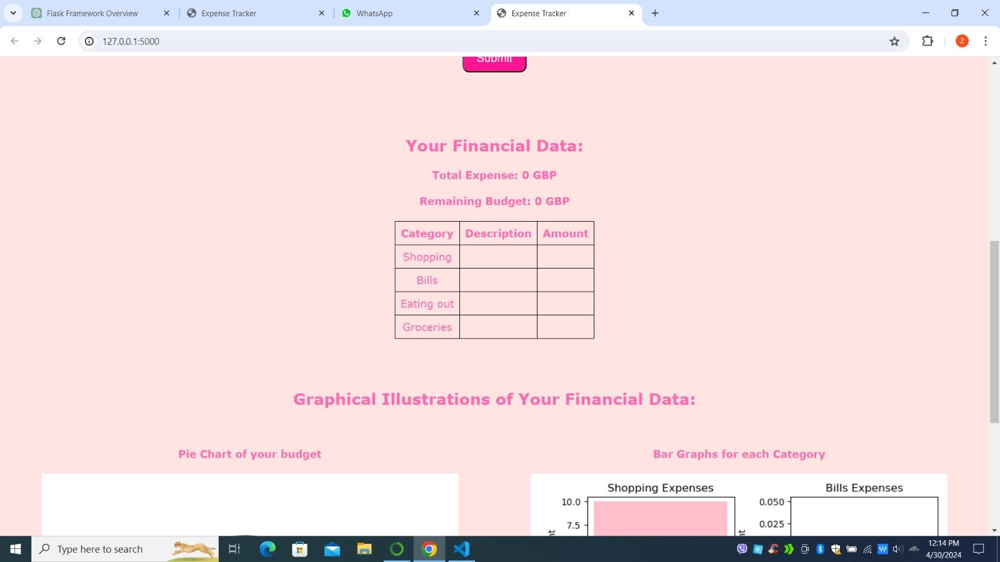 Flask Framework Overview
Expense Tracker
WhatsApp
Expense Tracker
127.0.0.1:5000
Z
Submit
Your Financial Data:
Total Expense: 0 GBP
Remaining Budget: 0 GBP
Category Description Amount
Shopping
Bills
Eating out
Groceries
Graphical Illustrations of Your Financial Data:
Pie Chart of your budget
Bar Graphs for each Category
Shopping Expenses
Bills Expenses
10.0
7.5
0.050
0.025
Type here to search
12:14 PM
4/30/2024